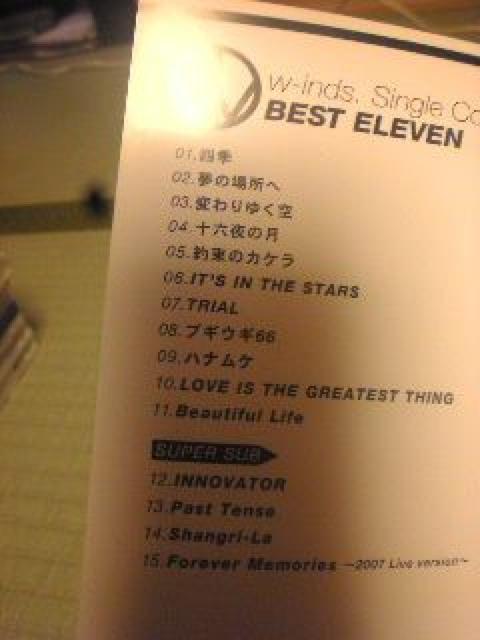 w-inds. Single
BEST ELEVEN
01.四季
02.夢の場所へ
03.変わりゆく空
04.十六夜の月
05.約束のカケラ
06.IT'S IN THE STARS
07.TRIAL
08.ブギウギ66
09.ハナムケ
10.LOVE IS THE GREATEST THING
11.Beautiful Life
SUPER SUB
12.INNOVATOR
13.Past Tense
14.Shangri-La
15.Forever Memories ~2007 Live version~